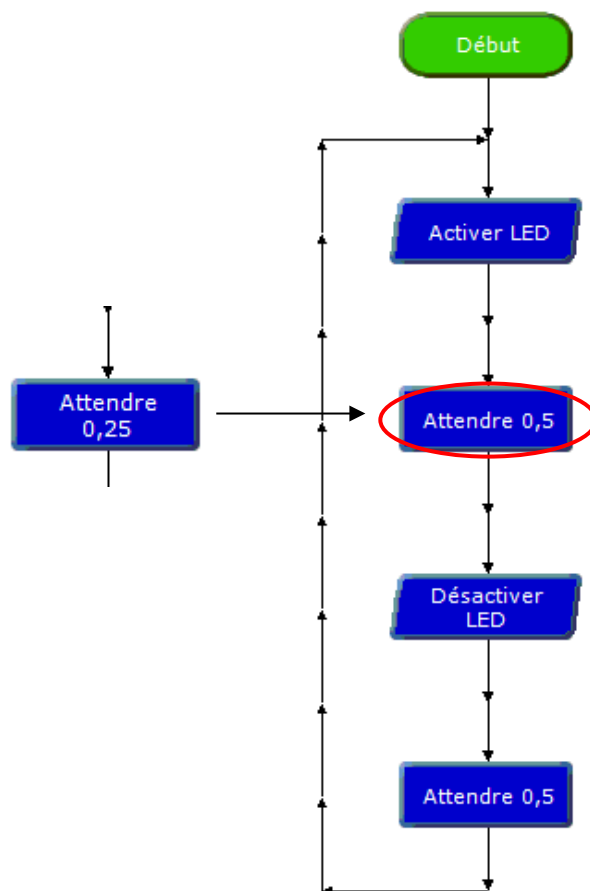 Début
Activer LED
Attendre
0,25
Attendre 0,5
Désactiver
LED
Attendre 0,5